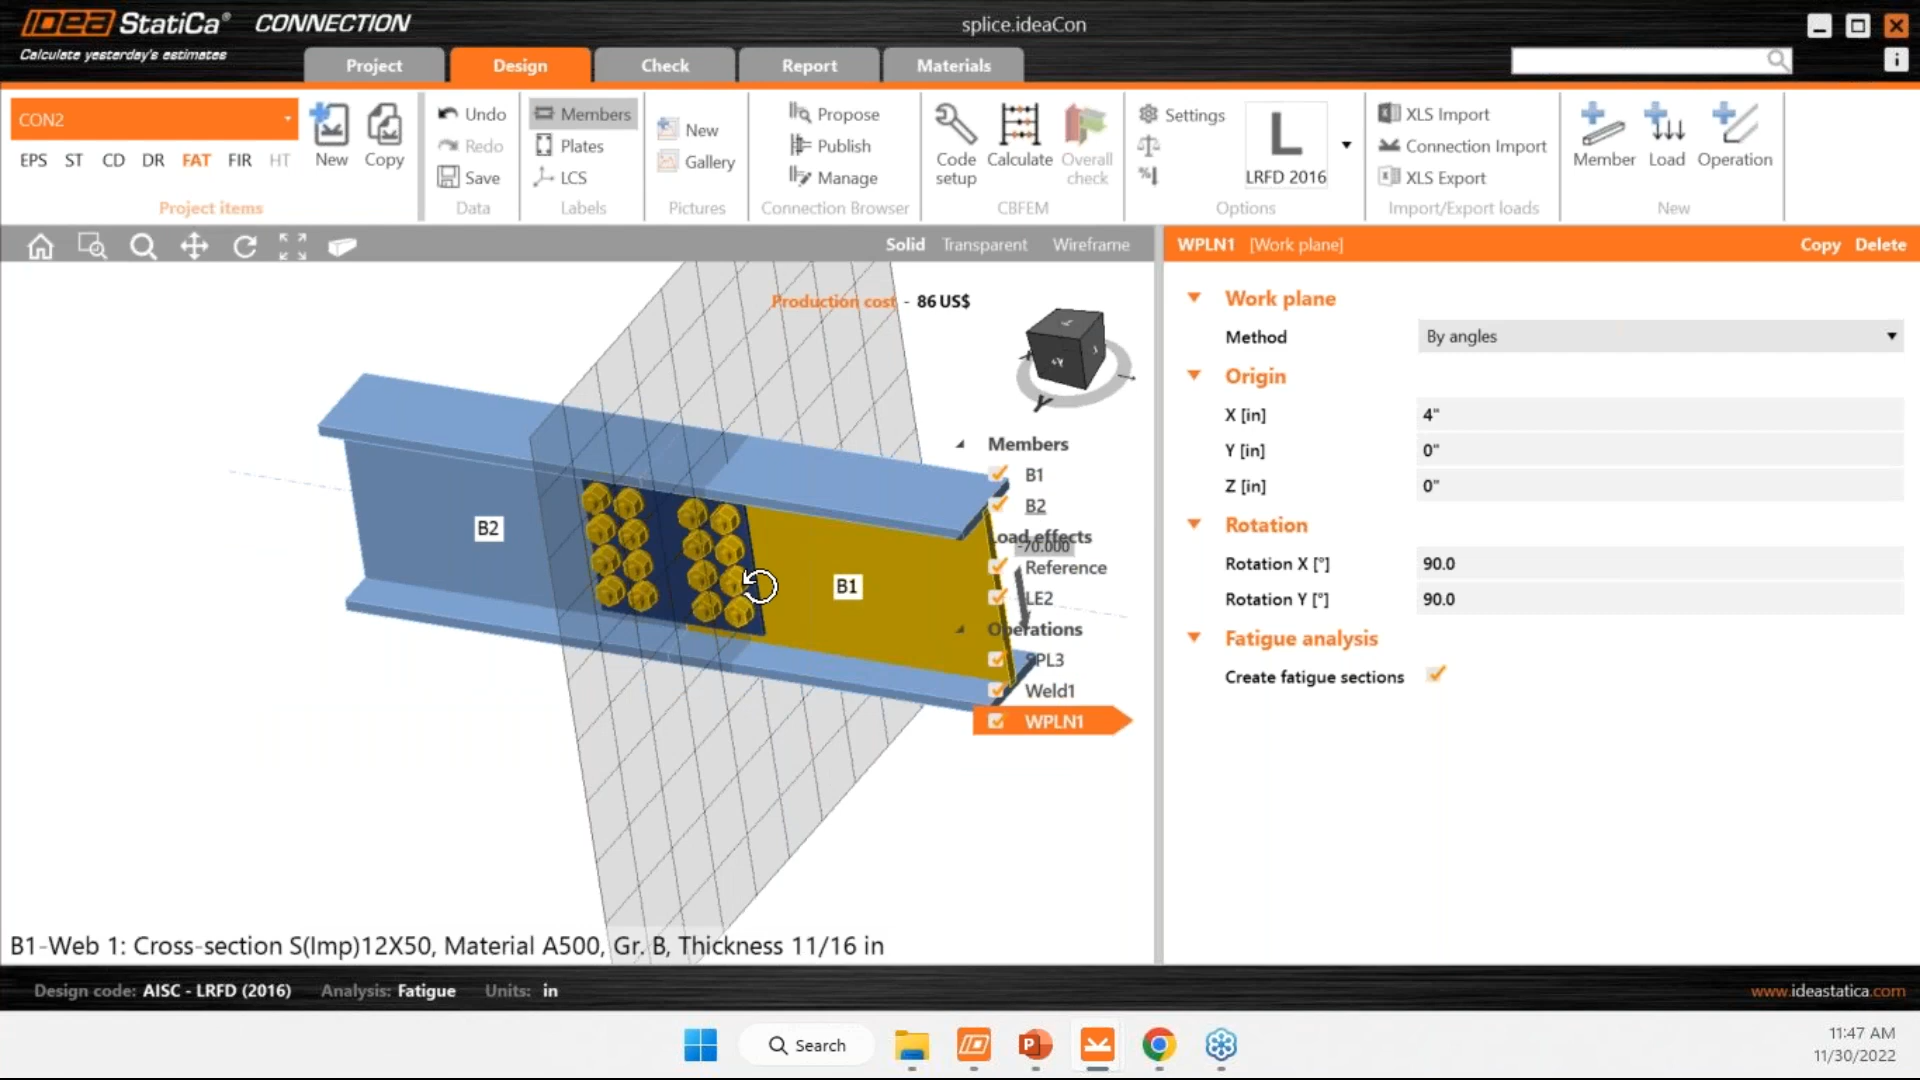 IDEA StatiCa® CONNECTION
Calculate yesterday's estimates
splice.ideaCon
Project Design Check Report Materials
CON2
EPS ST CD DR FAT FIR HT
Project items
New Copy
Undo
Redo
Save
Data
Members
Plates
LCS
Labels
New
Gallery
Pictures
Propose
Publish
Manage
Connection Browser
Code setup
Calculate
Overall check
CBFEM
Settings
LRFD 2016
Options
XLS Import
Connection Import
XLS Export
Import/Export loads
Member Load Operation
New
Solid Transparent Wireframe
WPLN1 [Work plane] Copy Delete
Production cost - 86 US$
B2
B1
Y
-70.000
Members
B1
B2
Load effects
Reference
LE2
Operations
SPL3
Weld1
WPLN1
Work plane
Method By angles
Origin
X [in] 4"
Y [in] 0"
Z [in] 0"
Rotation
Rotation X [°] 90.0
Rotation Y [°] 90.0
Fatigue analysis
Create fatigue sections
B1-Web 1: Cross-section S(Imp)12X50, Material A500, Gr. B, Thickness 11/16 in
Design code: AISC - LRFD (2016) Analysis: Fatigue Units: in
www.ideastatica.com
Search
11:47 AM
11/30/2022